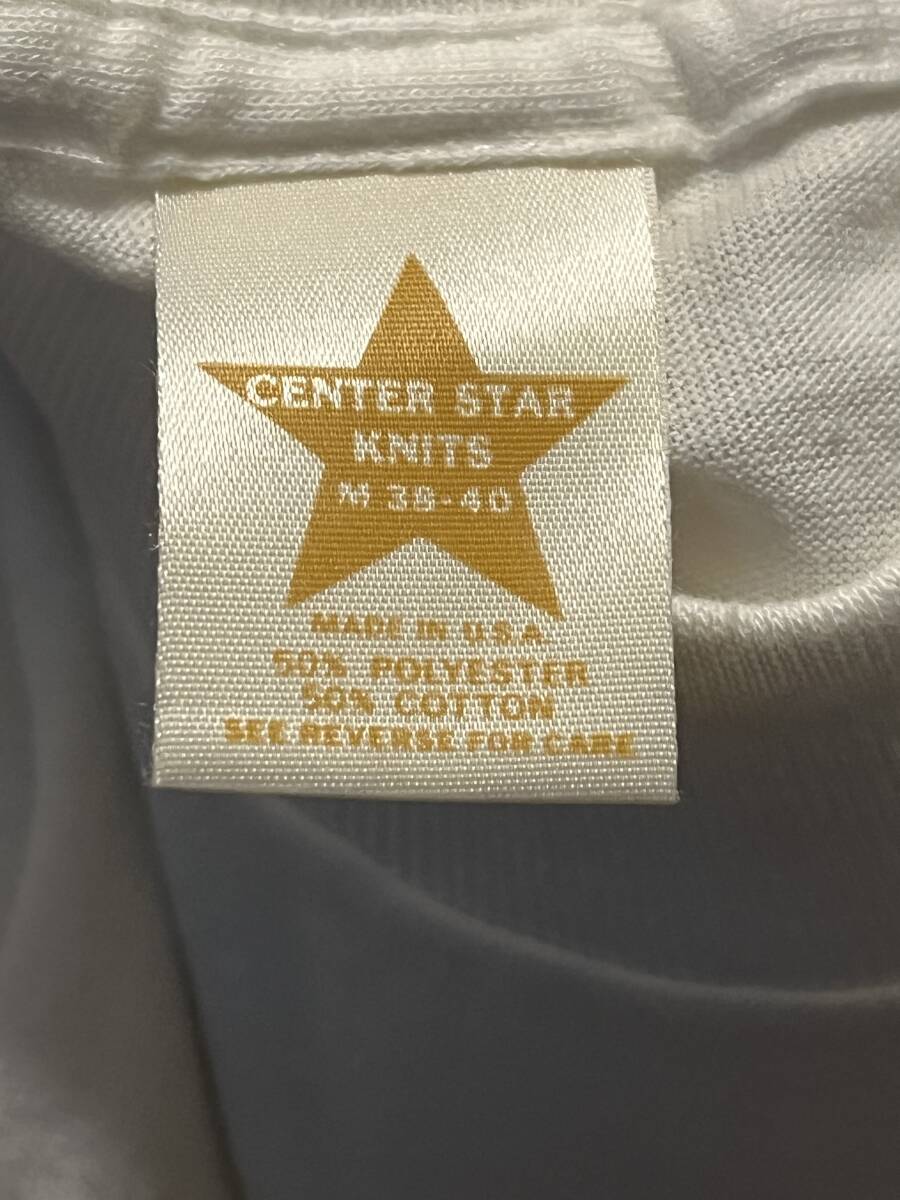 CENTER STAR
KNITS
M 38-40
MADE IN U.S.A.
50% POLYESTER
50% COTTON
SEE REVERSE FOR CARE